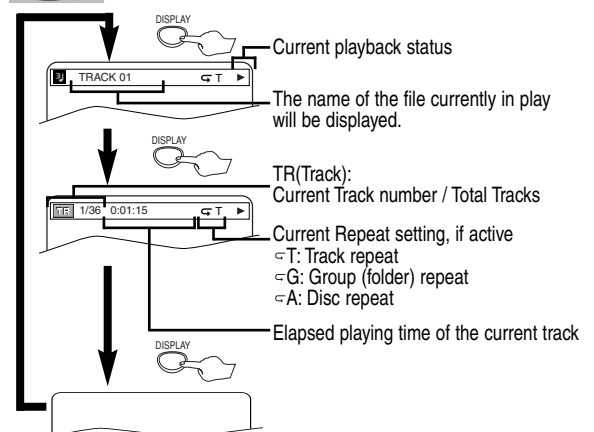 DISPLAY
Current playback status
TRACK 01 T
The name of the file currently in play
will be displayed.
DISPLAY
TR(Track):
Current Track number / Total Tracks
TR 1/36 0:01:15 T
Current Repeat setting, if active
T: Track repeat
G: Group (folder) repeat
A: Disc repeat
Elapsed playing time of the current track
DISPLAY